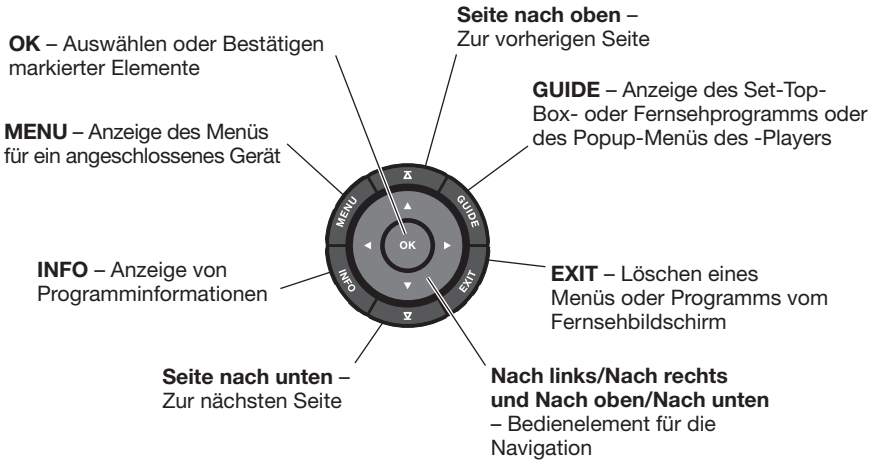 Seite nach oben –
Zur vorherigen Seite
OK – Auswählen oder Bestätigen
markierter Elemente
GUIDE – Anzeige des Set-Top-
Box- oder Fernsehprogramms oder
des Popup-Menüs des -Players
MENU – Anzeige des Menüs
für ein angeschlossenes Gerät
MENU
GUIDE
OK
INFO
EXIT
INFO – Anzeige von
Programminformationen
EXIT – Löschen eines
Menüs oder Programms vom
Fernsehbildschirm
Seite nach unten –
Zur nächsten Seite
Nach links/Nach rechts
und Nach oben/Nach unten
– Bedienelement für die
Navigation